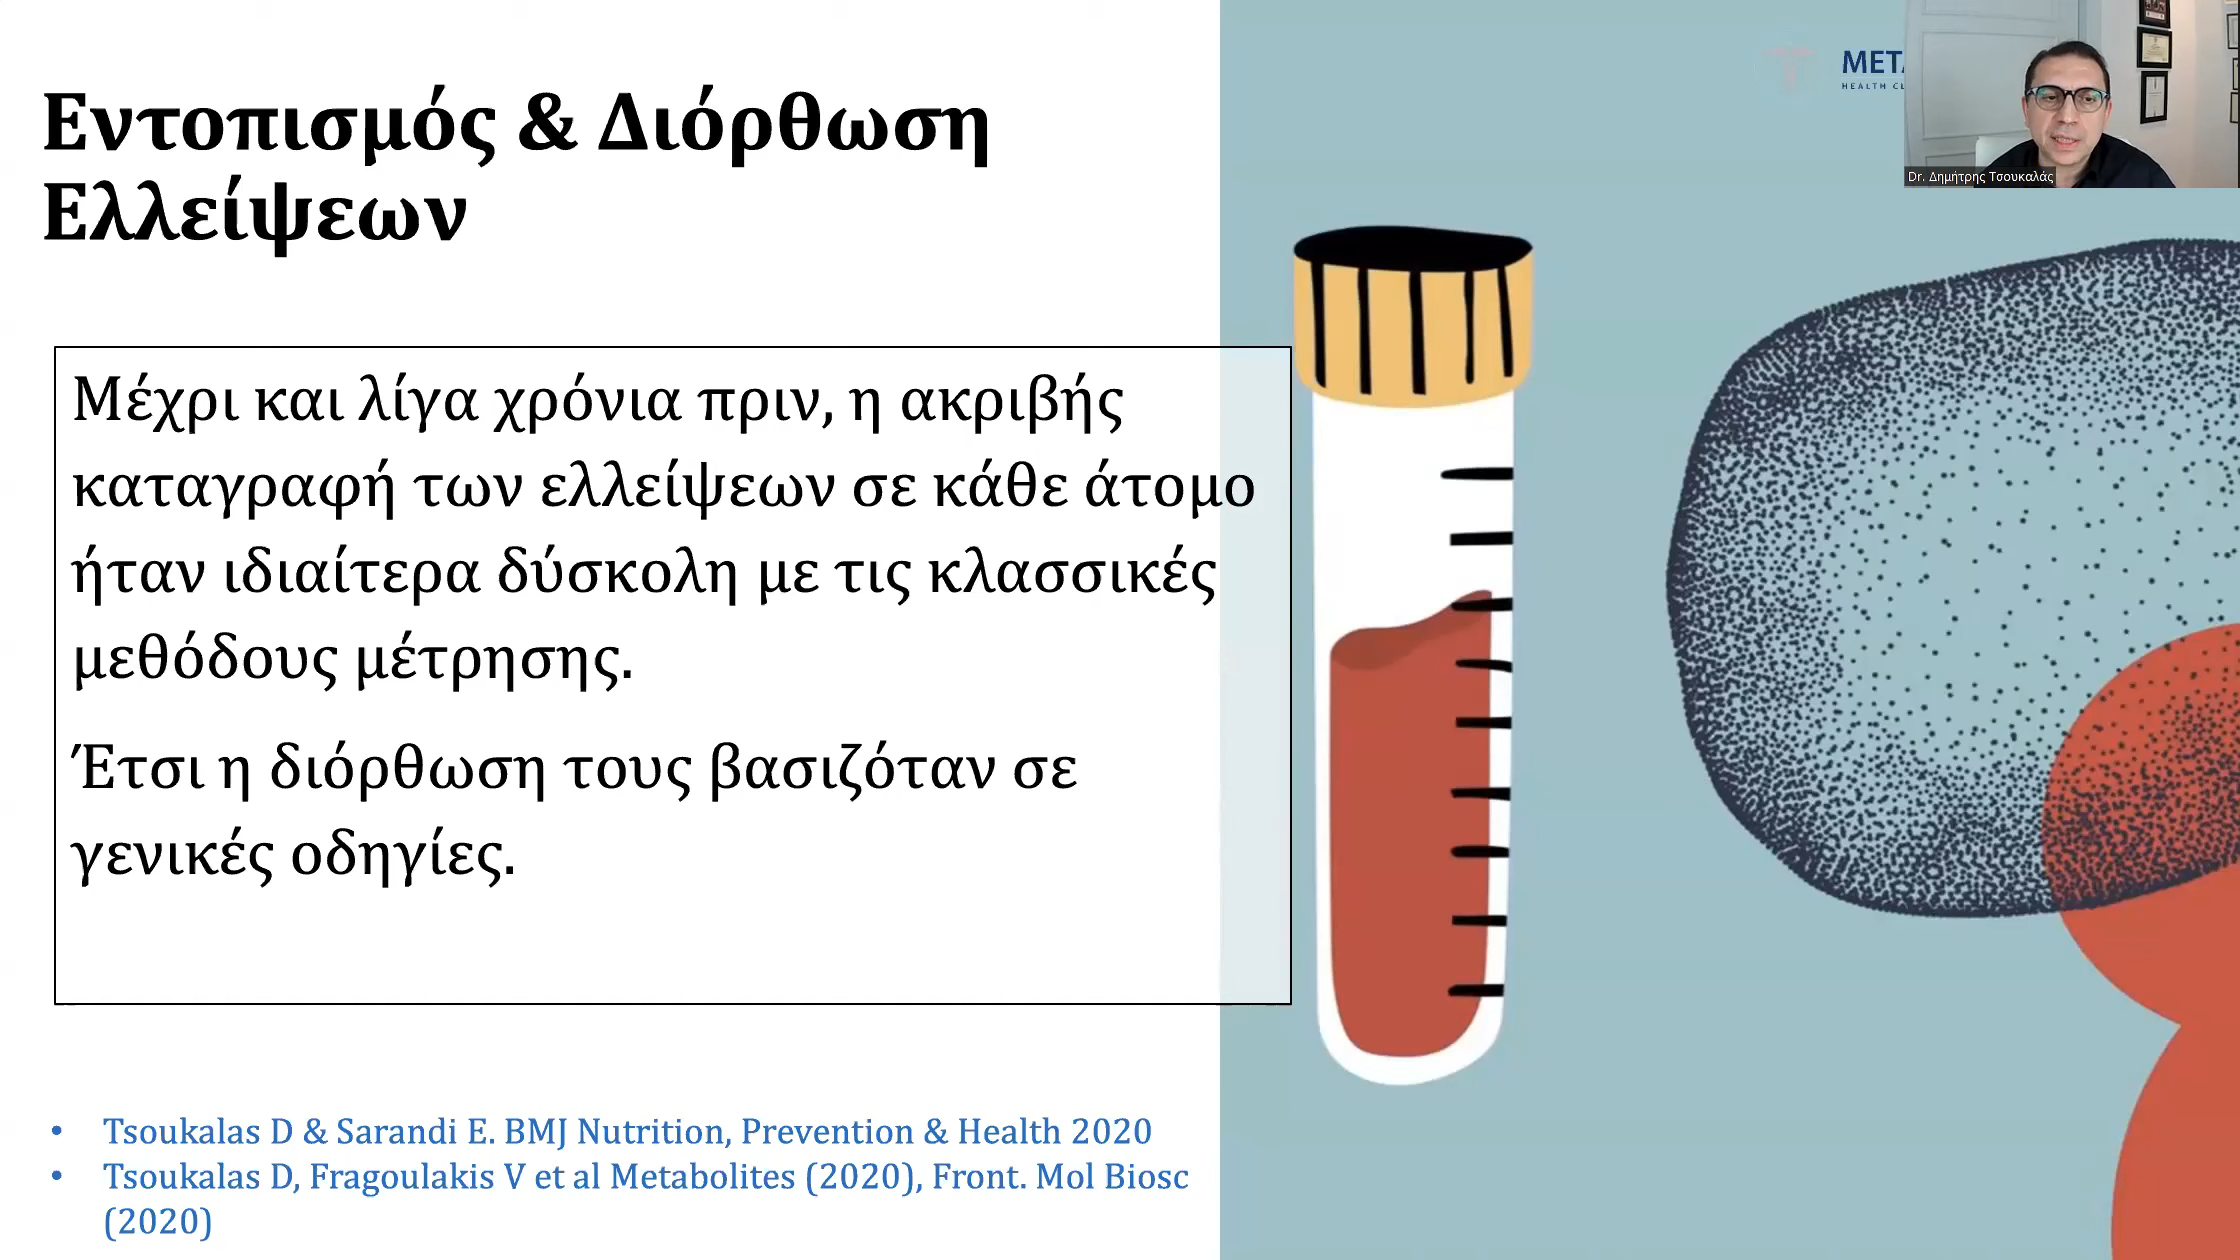 Εντοπισμός & Διόρθωση
Ελλείψεων
Μέχρι και λίγα χρόνια πριν, η ακριβής
καταγραφή των ελλείψεων σε κάθε άτομο
ήταν ιδιαίτερα δύσκολη με τις κλασσικές
μεθόδους μέτρησης.
Έτσι η διόρθωση τους βασιζόταν σε
γενικές οδηγίες.
• Tsoukalas D & Sarandi E. BMJ Nutrition, Prevention & Health 2020
• Tsoukalas D, Fragoulakis V et al Metabolites (2020), Front. Mol Biosc
(2020)
HEALTH
Dr. Δημήτρης Τσουκαλάς